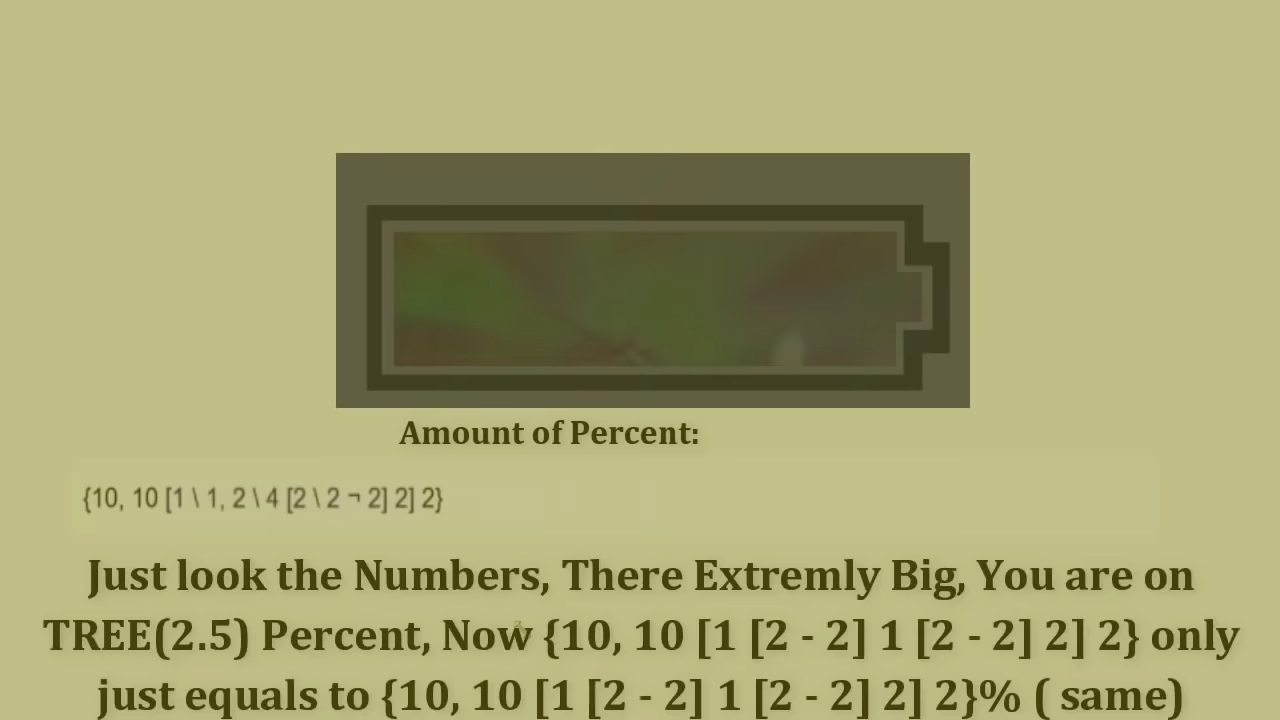 Amount of Percent:
{10, 10 [1 \ 1, 2 \ 4 [2 \ 2 ¬ 2] 2] 2}
Just look the Numbers, There Extremly Big, You are on
TREE(2.5) Percent, Now {10, 10 [1 [2 - 2] 1 [2 - 2] 2] 2} only
just equals to {10, 10 [1 [2 - 2] 1 [2 - 2] 2] 2}% ( same)